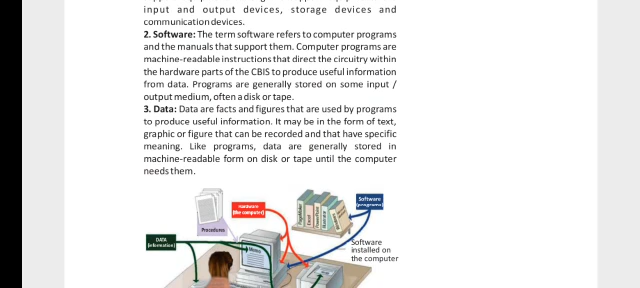 input and output devices, storage devices and
communication devices.
2. Software: The term software refers to computer programs
and the manuals that support them. Computer programs are
machine-readable instructions that direct the circuitry within
the hardware parts of the CBIS to produce useful information
from data. Programs are generally stored on some input /
output medium, often a disk or tape.
3. Data: Data are facts and figures that are used by programs
to produce useful information. It may be in the form of text,
graphic or figure that can be recorded and that have specific
meaning. Like programs, data are generally stored in
machine-readable form on disk or tape until the computer
needs them.
Software
(programs)
Hardware
(the computer)
PageMaker
Excel
PowerPoint
Procedures
DATA
(information)
Software
installed on
the computer